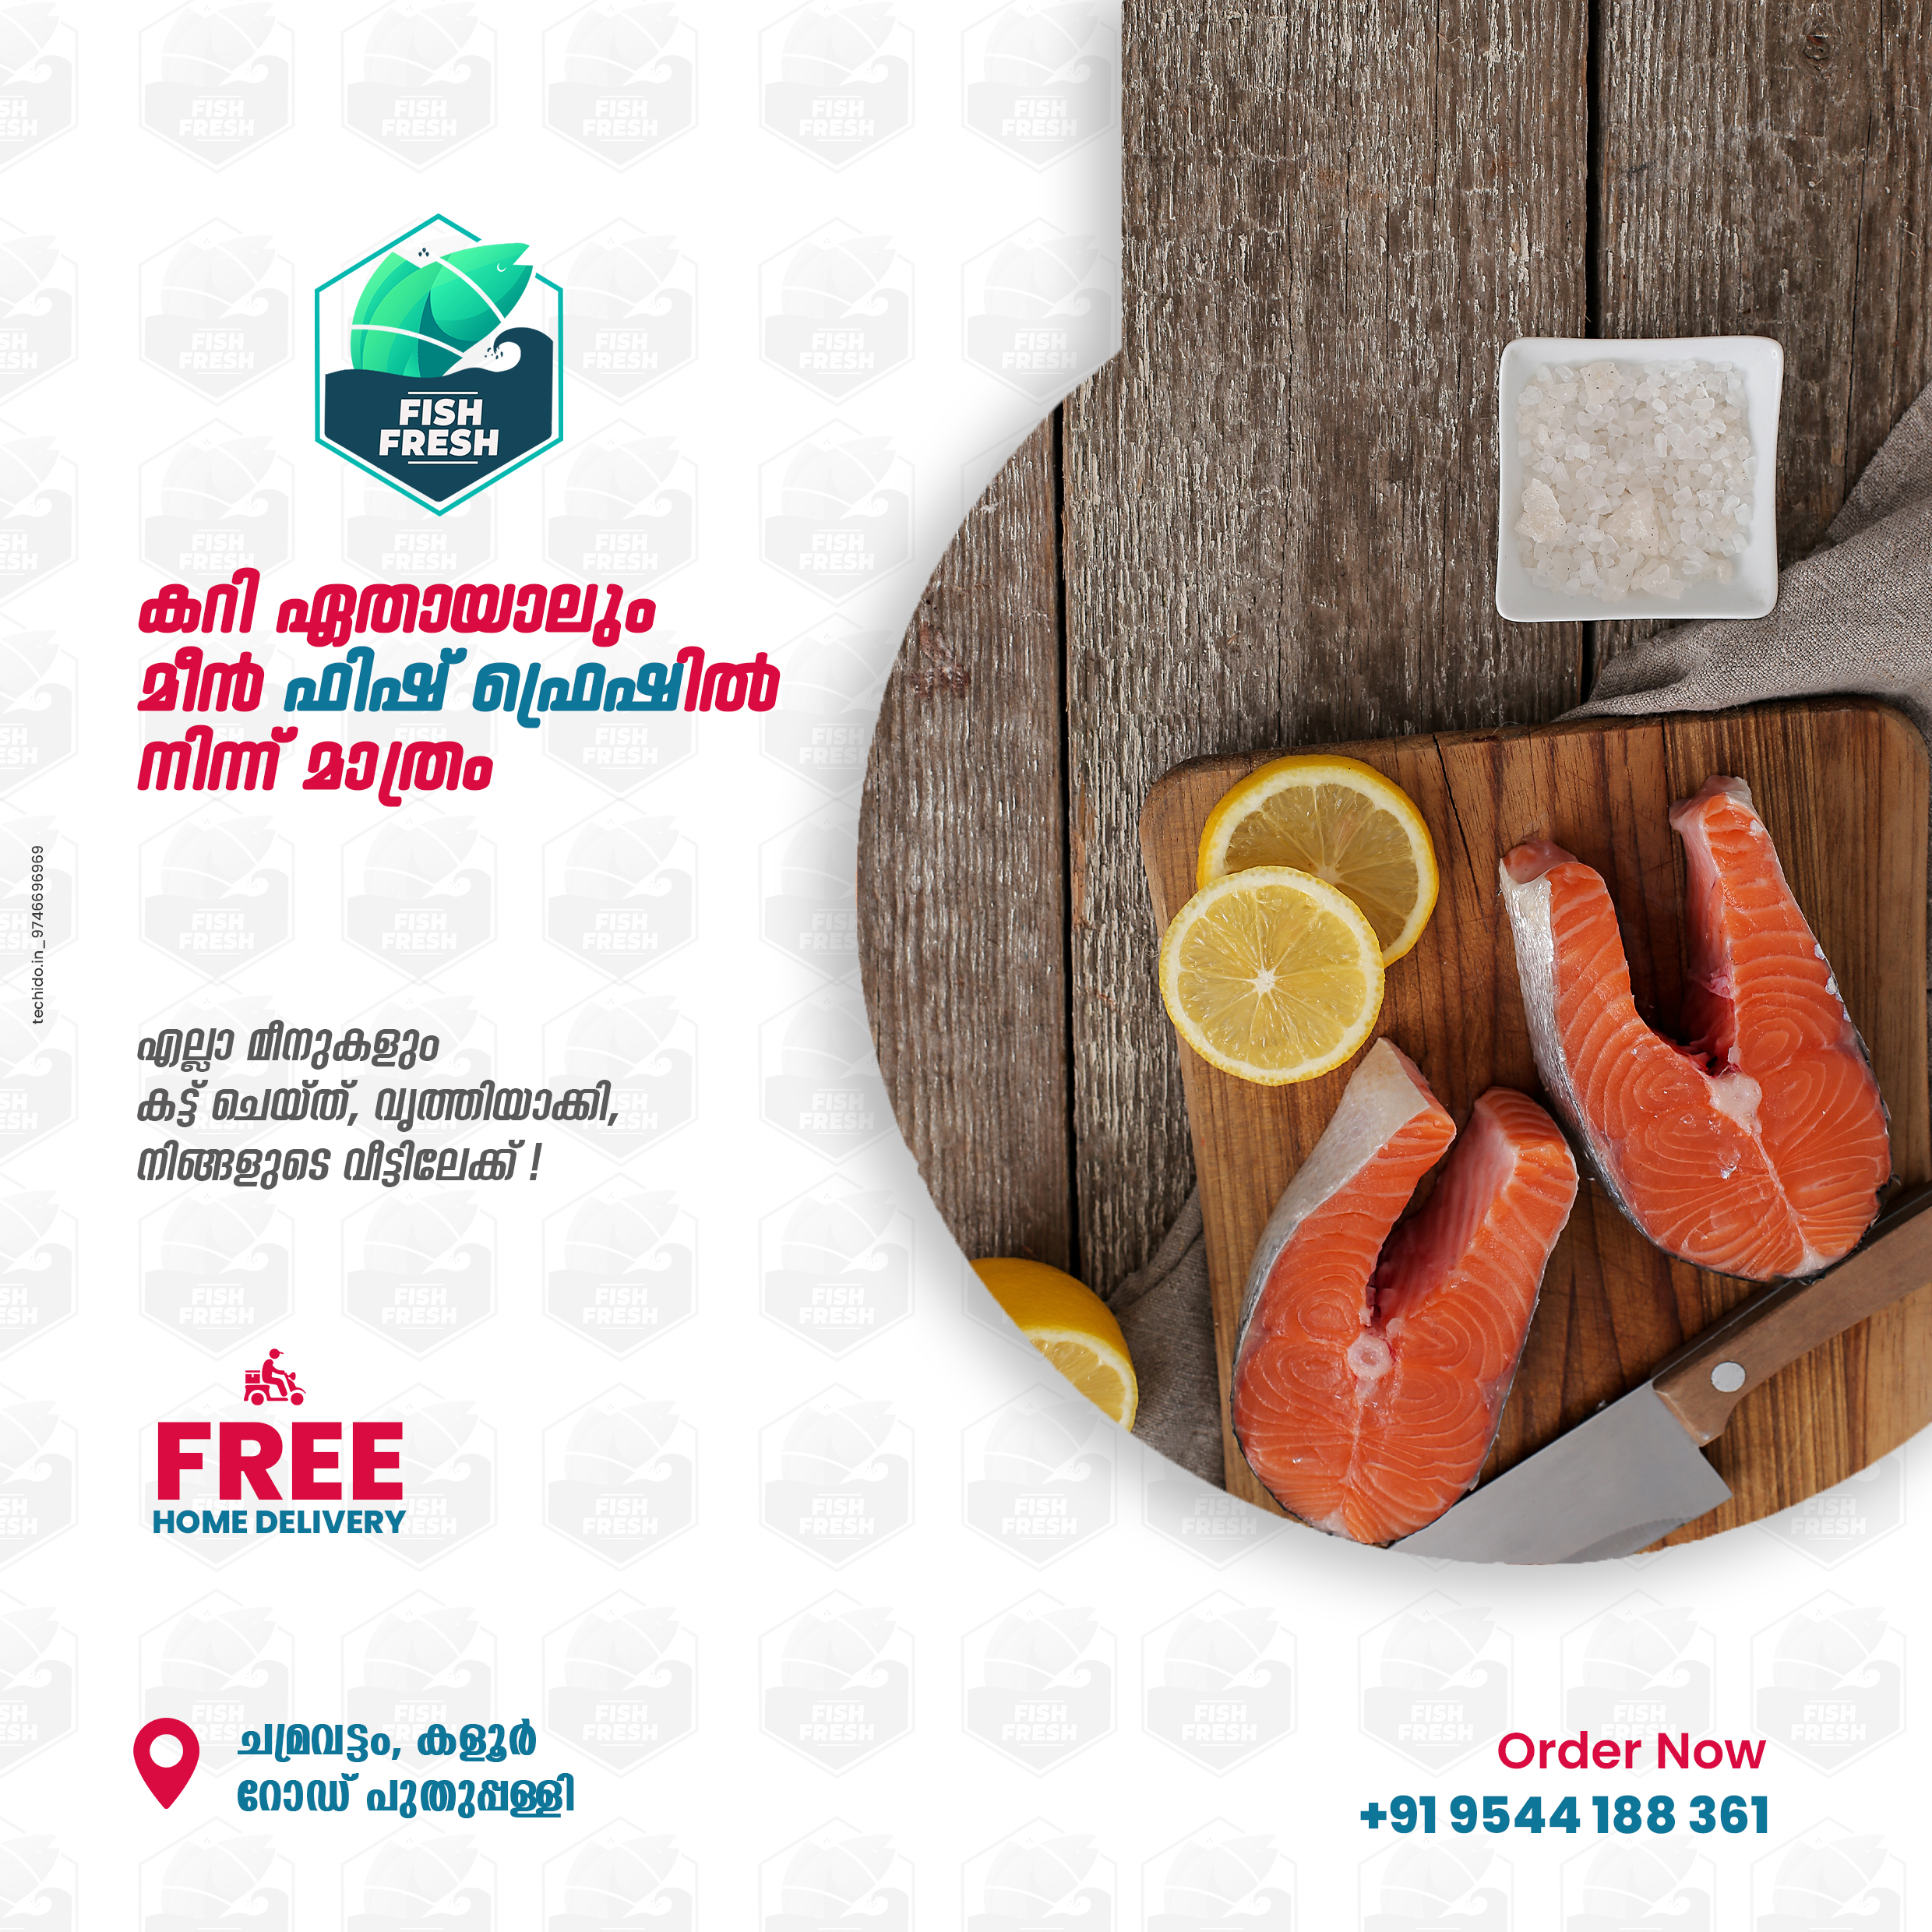 FISH
FRESH
കറി ഏതായാലും
മീൻ ഫിഷ് ഫ്രെഷിൽ
നിന്ന് മാത്രം
എല്ലാ മീനുകളും
കട്ട് ചെയ്ത്, വൃത്തിയാക്കി,
നിങ്ങളുടെ വീട്ടിലേക്ക് !
techido.in_9746696969
FREE
HOME DELIVERY
ചമ്രവട്ടം, കളൂർ
റോഡ് പുതുപ്പള്ളി
Order Now
+91 9544 188 361